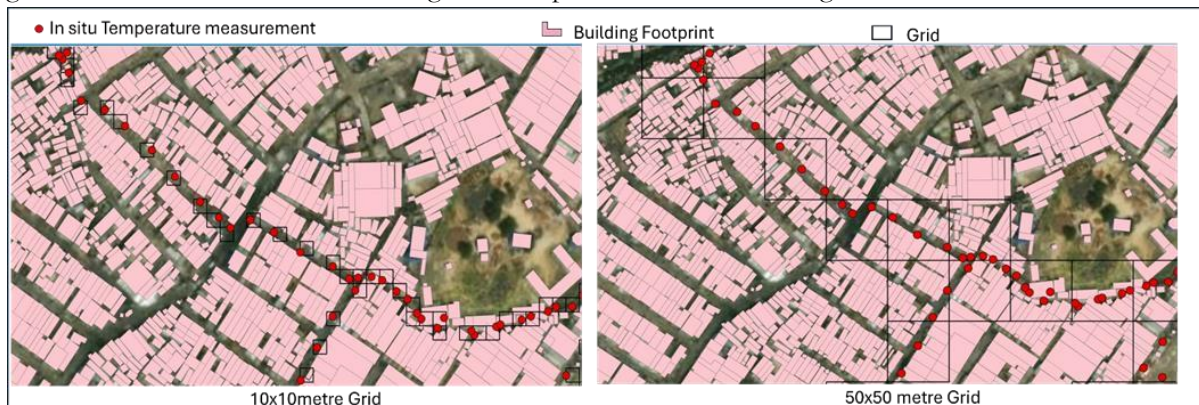 In situ Temperature measurement
Building Footprint
Grid
10x10metre Grid
50x50 metre Grid